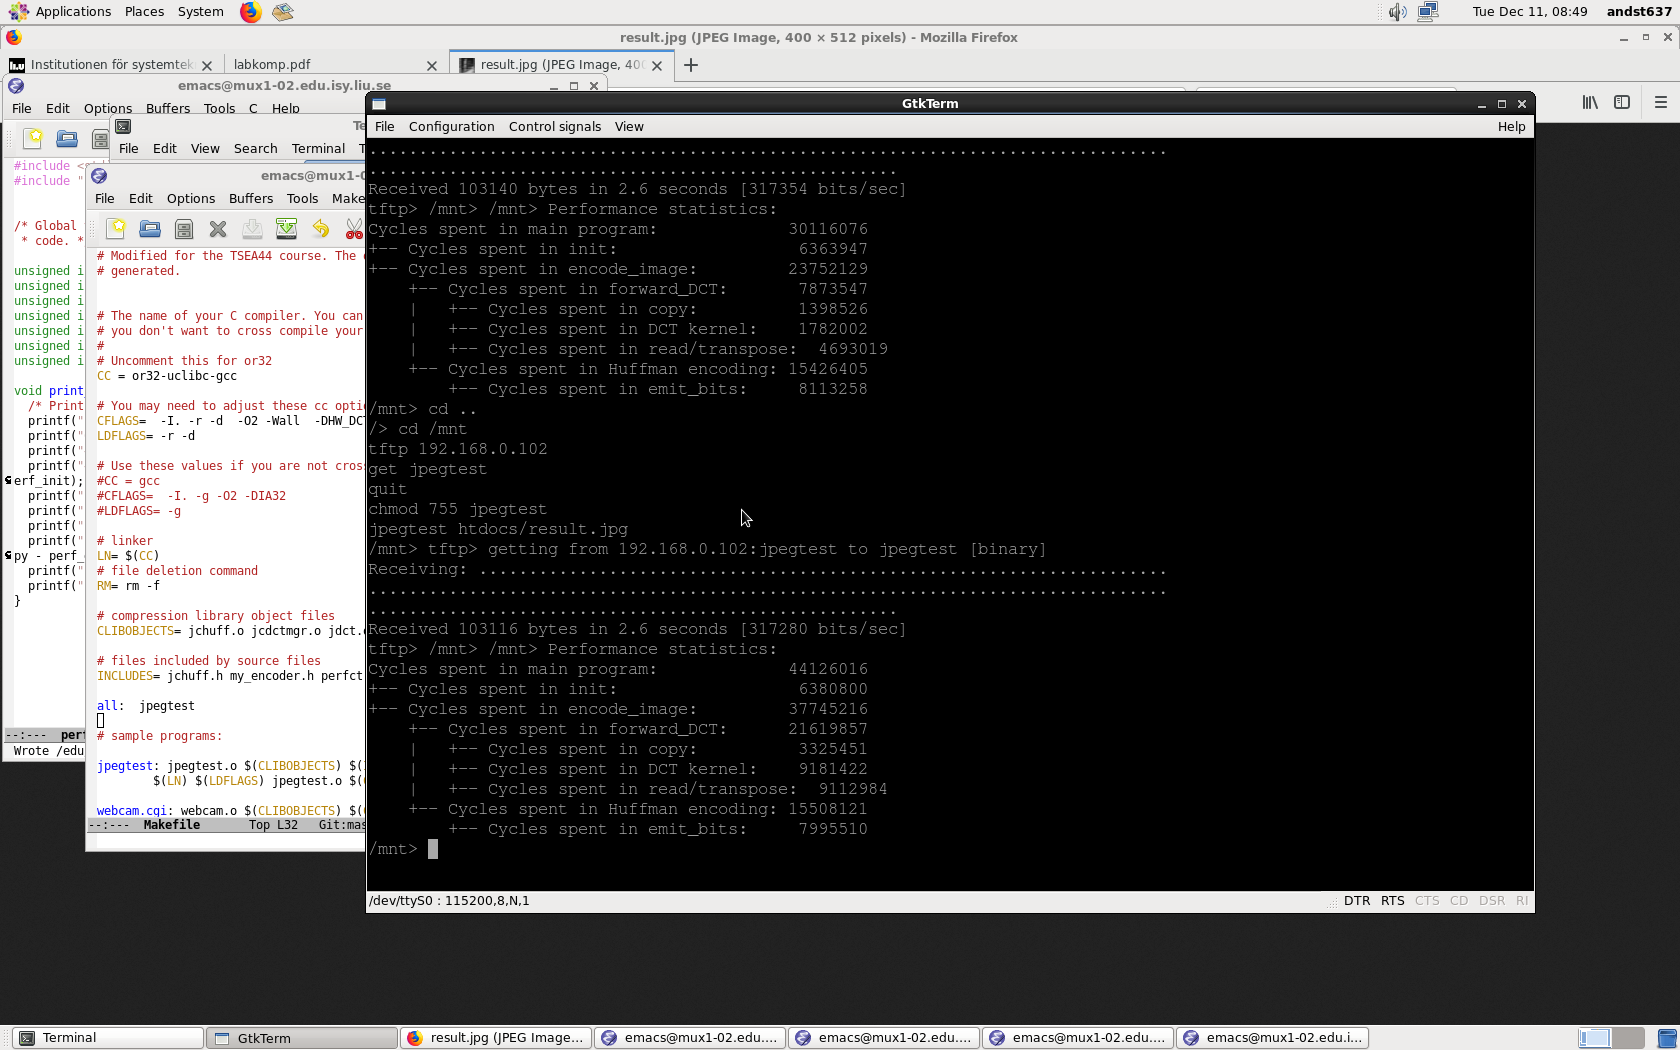 Applications Places System Tue Dec 11, 08:49 andst637
result.jpg (JPEG Image, 400 × 512 pixels) - Mozilla Firefox
Institutionen för systemtek labkomp.pdf result.jpg (JPEG Image, 400
emacs@mux1-02.edu.isy.liu.se
File Edit Options Buffers Tools C Help
#include <
#include "
/* Global
* code. *
unsigned i
unsigned i
unsigned i
unsigned i
unsigned i
unsigned i
unsigned i
void print
/* Print
printf("
printf("
printf("
printf("
erf_init);
printf("
printf("
printf("
printf("
py - perf_
printf("
printf("
}
--:--- per
Wrote /edu
Te
File Edit View Search Terminal T
emacs@mux1-0
File Edit Options Buffers Tools Make
# Modified for the TSEA44 course. The
# generated.
# The name of your C compiler. You can
# you don't want to cross compile your
#
# Uncomment this for or32
CC = or32-uclibc-gcc
# You may need to adjust these cc optio
CFLAGS= -I. -r -d -O2 -Wall -DHW_DCT
LDFLAGS= -r -d
# Use these values if you are not cros
#CC = gcc
#CFLAGS= -I. -g -O2 -DIA32
#LDFLAGS= -g
# linker
LN= $(CC)
# file deletion command
RM= rm -f
# compression library object files
CLIBOBJECTS= jchuff.o jcdctmgr.o jdct.
# files included by source files
INCLUDES= jchuff.h my_encoder.h perfct
all: jpegtest
# sample programs:
jpegtest: jpegtest.o $(CLIBOBJECTS) $(
$(LN) $(LDFLAGS) jpegtest.o $(
webcam.cgi: webcam.o $(CLIBOBJECTS) $(
--:--- Makefile Top L32 Git:mas
GtkTerm
File Configuration Control signals View Help
................................................................................
.....................................................
Received 103140 bytes in 2.6 seconds [317354 bits/sec]
tftp> /mnt> /mnt> Performance statistics:
Cycles spent in main program: 30116076
+-- Cycles spent in init: 6363947
+-- Cycles spent in encode_image: 23752129
+-- Cycles spent in forward_DCT: 7873547
| +-- Cycles spent in copy: 1398526
| +-- Cycles spent in DCT kernel: 1782002
| +-- Cycles spent in read/transpose: 4693019
+-- Cycles spent in Huffman encoding: 15426405
+-- Cycles spent in emit_bits: 8113258
/mnt> cd ..
/> cd /mnt
tftp 192.168.0.102
get jpegtest
quit
chmod 755 jpegtest
jpegtest htdocs/result.jpg
/mnt> tftp> getting from 192.168.0.102:jpegtest to jpegtest [binary]
Receiving: .....................................................................
................................................................................
.....................................................
Received 103116 bytes in 2.6 seconds [317280 bits/sec]
tftp> /mnt> /mnt> Performance statistics:
Cycles spent in main program: 44126016
+-- Cycles spent in init: 6380800
+-- Cycles spent in encode_image: 37745216
+-- Cycles spent in forward_DCT: 21619857
| +-- Cycles spent in copy: 3325451
| +-- Cycles spent in DCT kernel: 9181422
| +-- Cycles spent in read/transpose: 9112984
+-- Cycles spent in Huffman encoding: 15508121
+-- Cycles spent in emit_bits: 7995510
/mnt>
/dev/ttyS0 : 115200,8,N,1 DTR RTS CTS CD DSR RI
Terminal GtkTerm result.jpg (JPEG Image... emacs@mux1-02.edu.... emacs@mux1-02.edu.... emacs@mux1-02.edu.... emacs@mux1-02.edu.i...